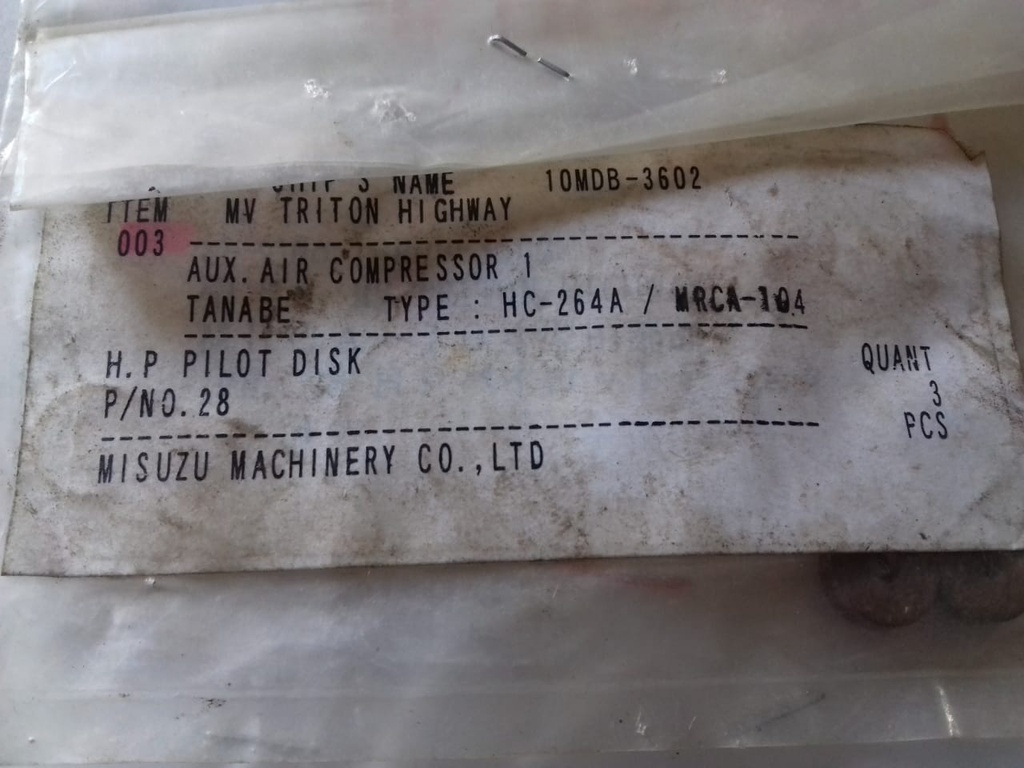 SHIP'S NAME 10MDB-3602
ITEM MV TRITON HIGHWAY
003
AUX. AIR COMPRESSOR 1
TANABE TYPE : HC-264A / MRCA-104
H.P PILOT DISK QUANT
P/NO. 28 3
PCS
MISUZU MACHINERY CO.,LTD